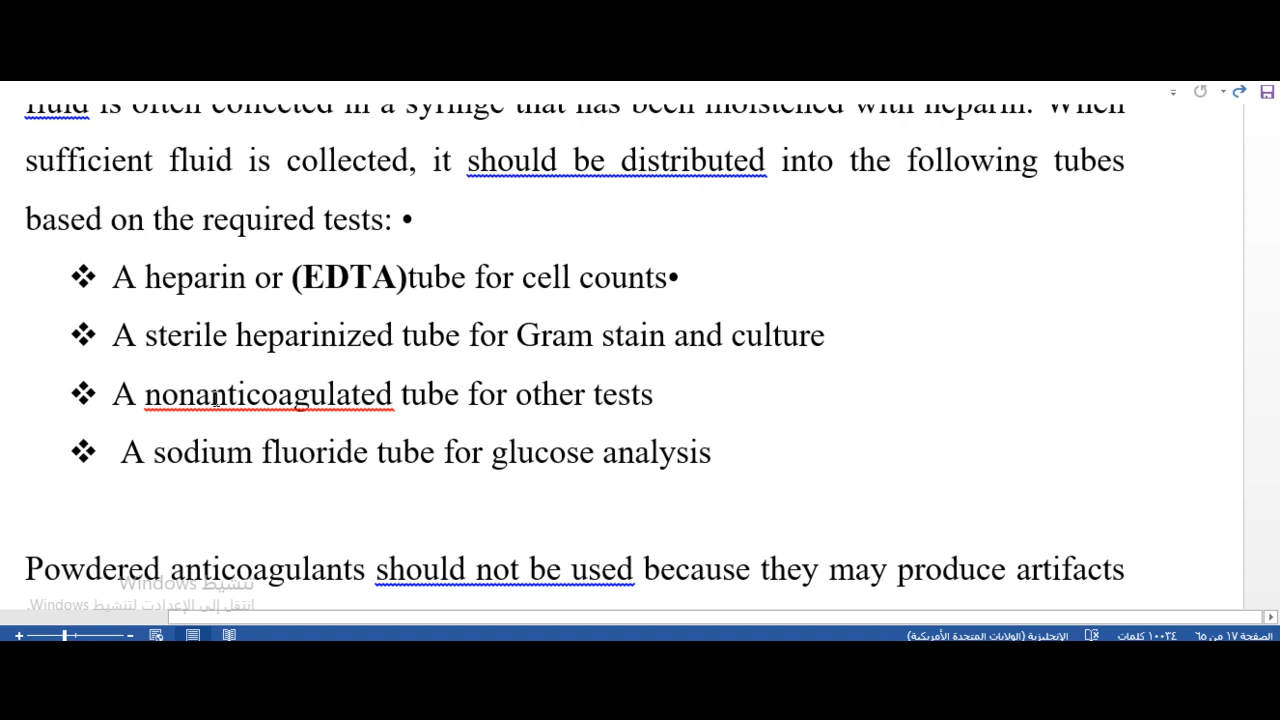 fluid is often collected in a syringe that has been moistened with heparin. When
sufficient fluid is collected, it should be distributed into the following tubes
based on the required tests: •
❖ A heparin or (EDTA)tube for cell counts•
❖ A sterile heparinized tube for Gram stain and culture
❖ A nonanticoagulated tube for other tests
❖ A sodium fluoride tube for glucose analysis
Powdered anticoagulants should not be used because they may produce artifacts
تنشيط Windows
انتقل إلى الإعدادت لتنشيط Windows.
الصفحة ١٧ من ٦٥ ١٠٠٣٤ كلمات الإنجليزية (الولايات المتحدة الأمريكية)